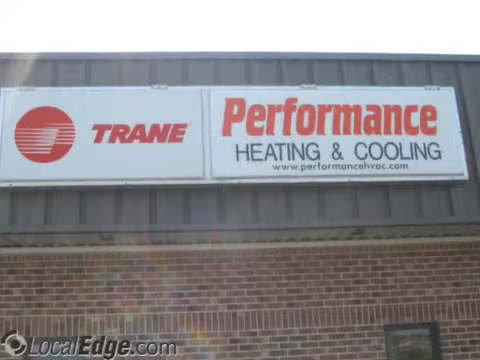 TRANE
Performance
HEATING & COOLING
www.performancehvac.com
LocalEdge.com